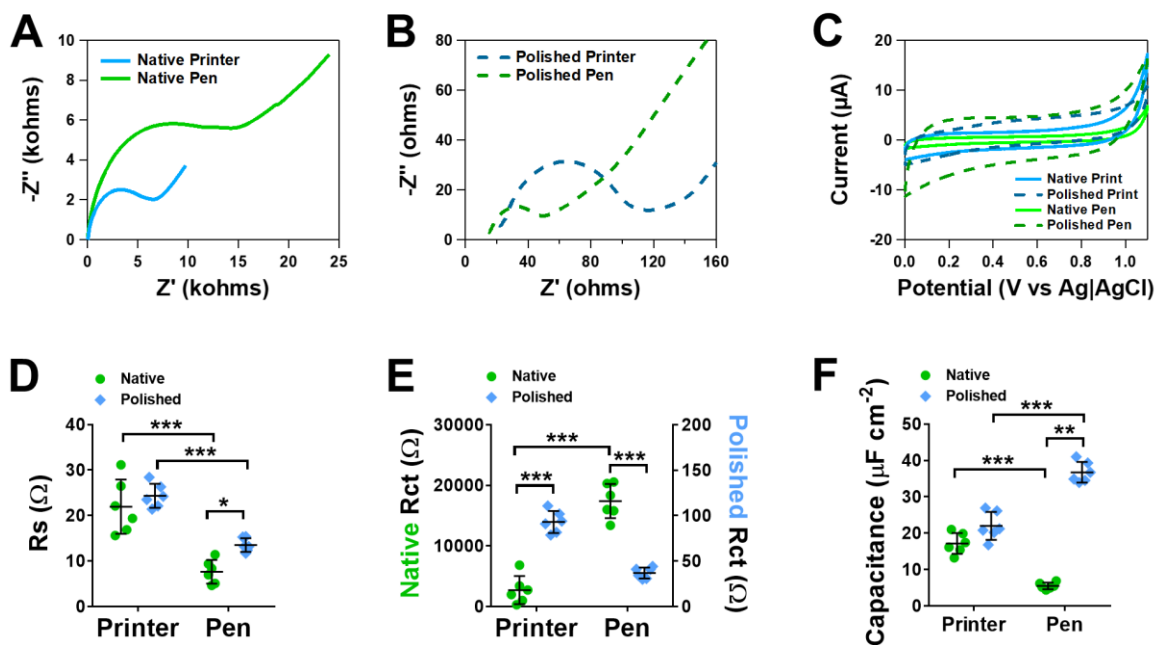 A
10
8
6
4
2
0
-Z'' (kohms)
Native Printer
Native Pen
0 5 10 15 20 25
Z' (kohms)
B
80
60
40
20
0
-Z'' (ohms)
Polished Printer
Polished Pen
0 40 80 120 160
Z' (ohms)
C
20
10
0
-10
-20
Current (µA)
Native Print
Polished Print
Native Pen
Polished Pen
0 0.2 0.4 0.6 0.8 1.0
Potential (V vs Ag|AgCl)
D
Native
Polished
40
30
20
10
0
Rs (Ω)
***
***
*
Printer Pen
E
Native
Polished
30000
20000
10000
0
Native Rct (Ω)
***
***
***
200
150
100
50
0
Polished Rct (Ω)
Printer Pen
F
Native
Polished
50
40
30
20
10
0
Capacitance (µF cm-2)
***
**
***
Printer Pen